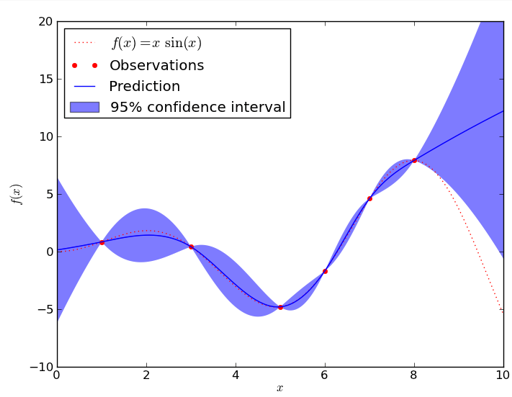 f(x) = x sin(x)
Observations
Prediction
95% confidence interval
20
15
10
5
0
−5
−10
f(x)
0 2 4 6 8 10
x